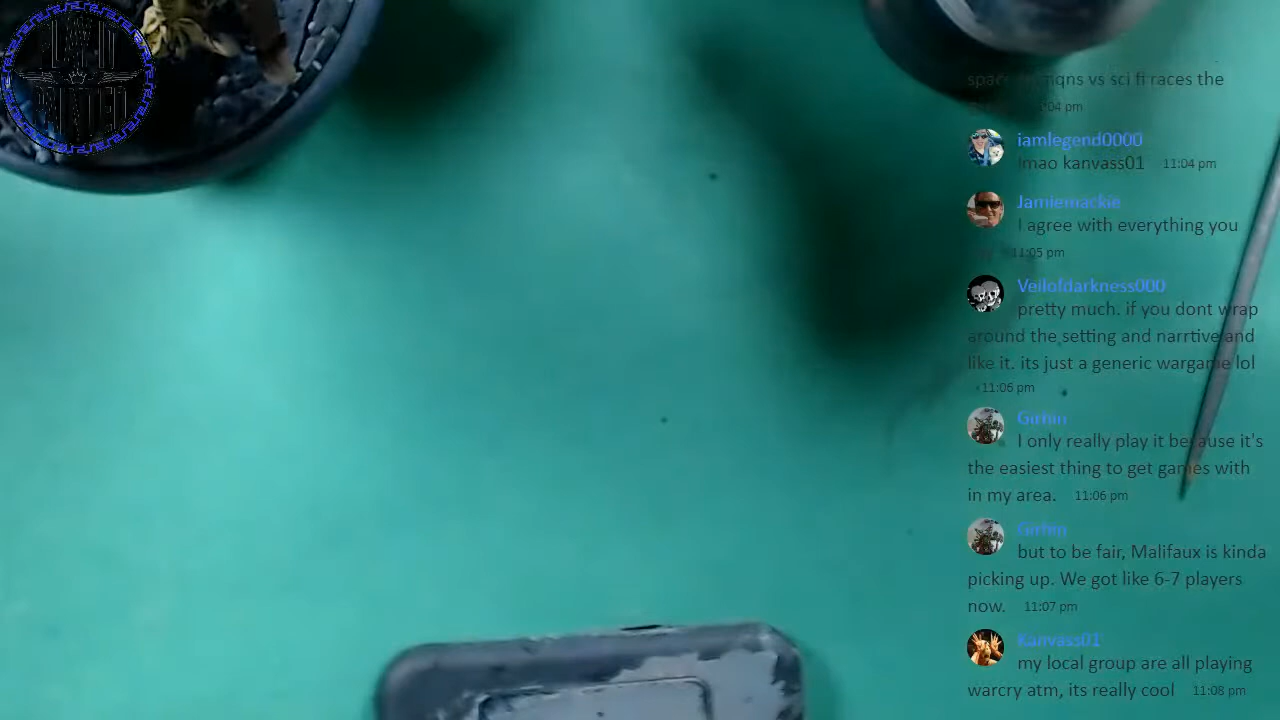 vs sci fi races the
iamlegend0000
lmao kanvass01 11:04 pm
Jamiemackie
I agree with everything you
11:05 pm
Veilofdarkness000
pretty much. if you dont wrap
around the setting and narrtive and
like it. its just a generic wargame lol
11:06 pm
Girhin
I only really play it because it's
the easiest thing to get games with
in my area. 11:06 pm
Girhin
but to be fair, Malifaux is kinda
picking up. We got like 6-7 players
now. 11:07 pm
Kanvass01
my local group are all playing
warcry atm, its really cool 11:08 pm